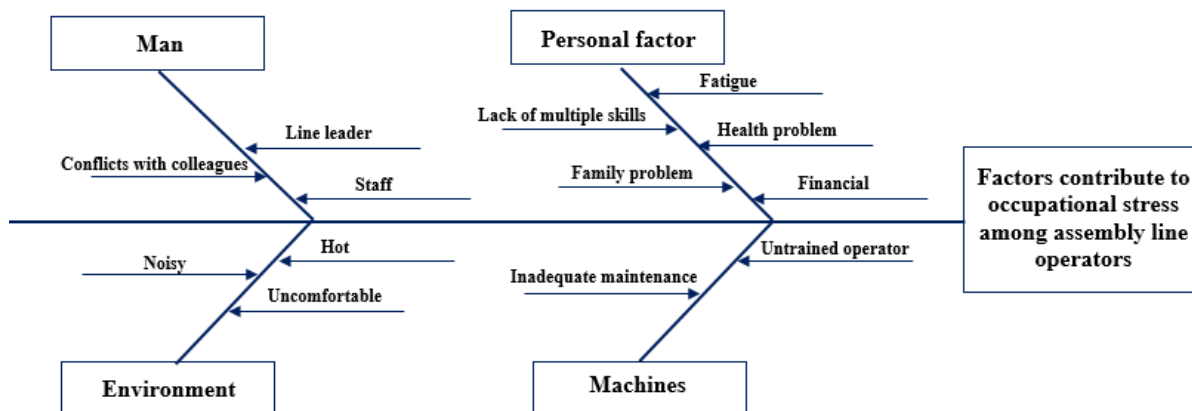 Man
Personal factor
Fatigue
Lack of multiple skills
Health problem
Line leader
Conflicts with colleagues
Family problem
Staff
Financial
Factors contribute to
occupational stress
among assembly line
operators
Hot
Untrained operator
Noisy
Inadequate maintenance
Uncomfortable
Environment
Machines